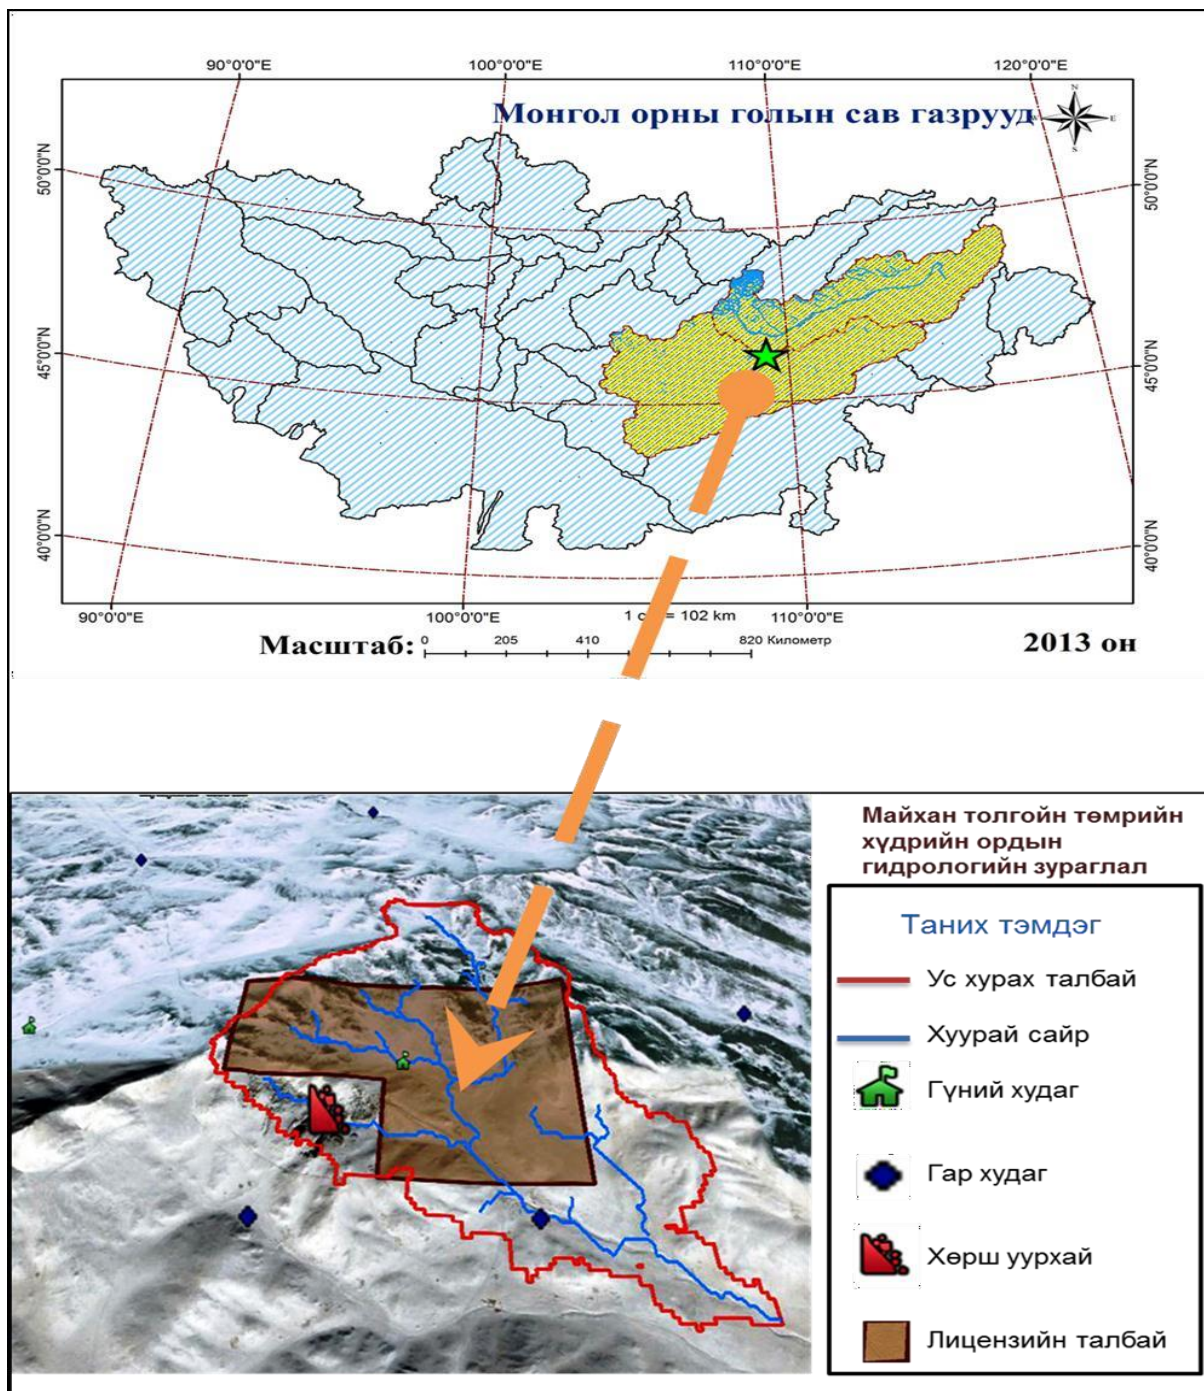 90°0'0"E
100°0'0"E
110°0'0"E
120°0'0"E
Монгол орны голын сав газрууд
W
E
S
50°0'0"N
50°0'0"N
45°0'0"N
45°0'0"N
40°0'0"N
40°0'0"N
90°0'0"E
100°0'0"E
110°0'0"E
= 102 km
Масштаб:
0 205 410 820 Километр
2013 он
Майхан толгойн төмрийн
хүдрийн ордын
гидрологийн зураглал
Таних тэмдэг
Ус хурах талбай
Хуурай сайр
Гүний худаг
Гар худаг
Хөрш уурхай
Лицензийн талбай